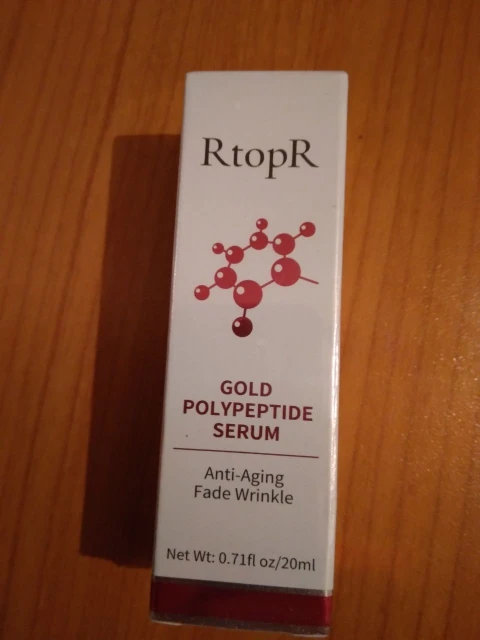 RtopR
GOLD
POLYPEPTIDE
SERUM
Anti-Aging
Fade Wrinkle
Net Wt: 0.71fl oz/20ml